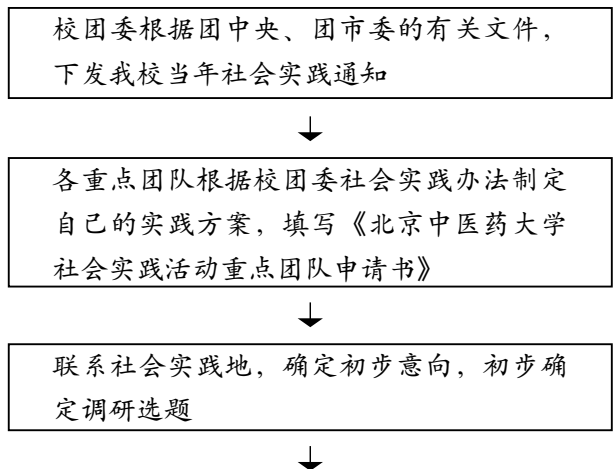 校团委根据团中央、团市委的有关文件，
下发我校当年社会实践通知
各重点团队根据校团委社会实践办法制定
自己的实践方案，填写《北京中医药大学
社会实践活动重点团队申请书》
联系社会实践地，确定初步意向，初步确
定调研选题